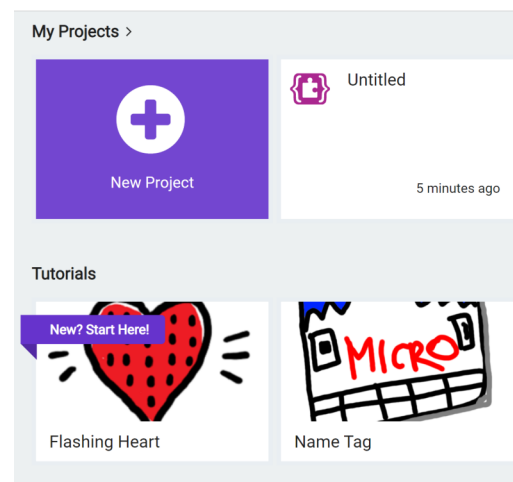 My Projects >
New Project
Untitled
5 minutes ago
Tutorials
New? Start Here!
Flashing Heart
MICRO
Name Tag